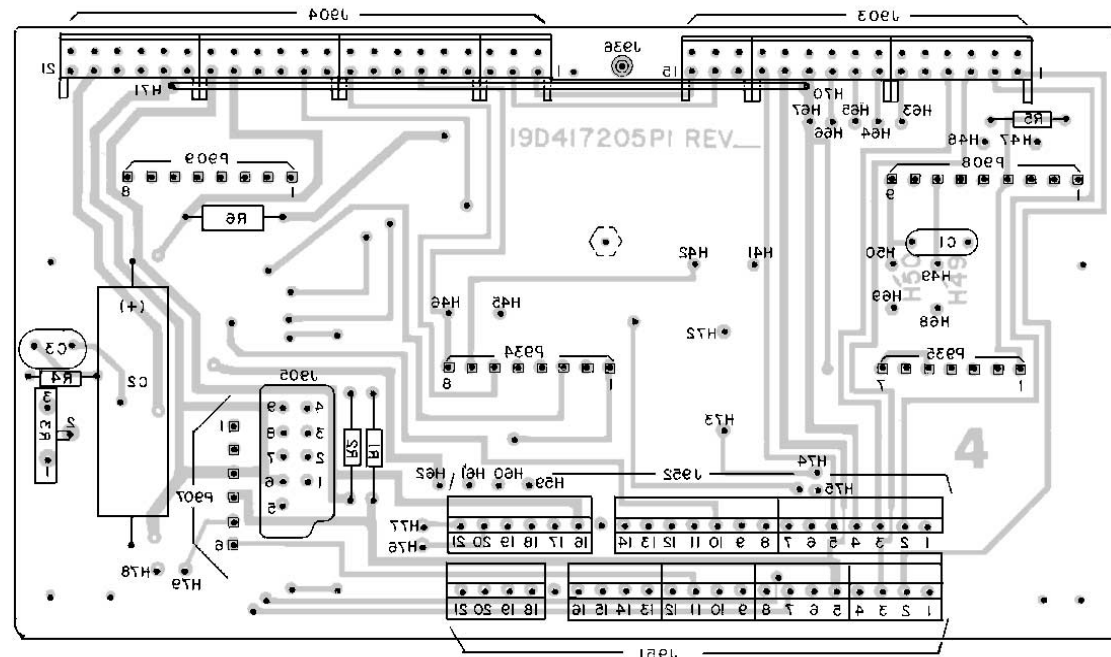 J904
J903
J936
21
1
15
1
H71
H70
H67
H66
H65
H64
H63
R5
19D417205P1 REV_
H48
H47
P909
8
1
P908
9
1
R6
C1
H42
H41
H50
H49
H50
H49
H46
H45
H69
H68
(+)
H72
C3
P934
8
1
P935
7
1
R4
C2
J905
3
R3
2
1
9 4
8 3
7 2
6 1
5
R2
R1
1
P907
6
H73
4
H62
H61
H60
H59
J952
H74
H75
H77
H76
21 20 19 18 17 16 14 13 12 11 10 9 8 7 6 5 4 3 2 1
H78
H79
21 20 19 18 16 15 14 13 12 11 10 9 8 7 6 5 4 3 2 1
J951